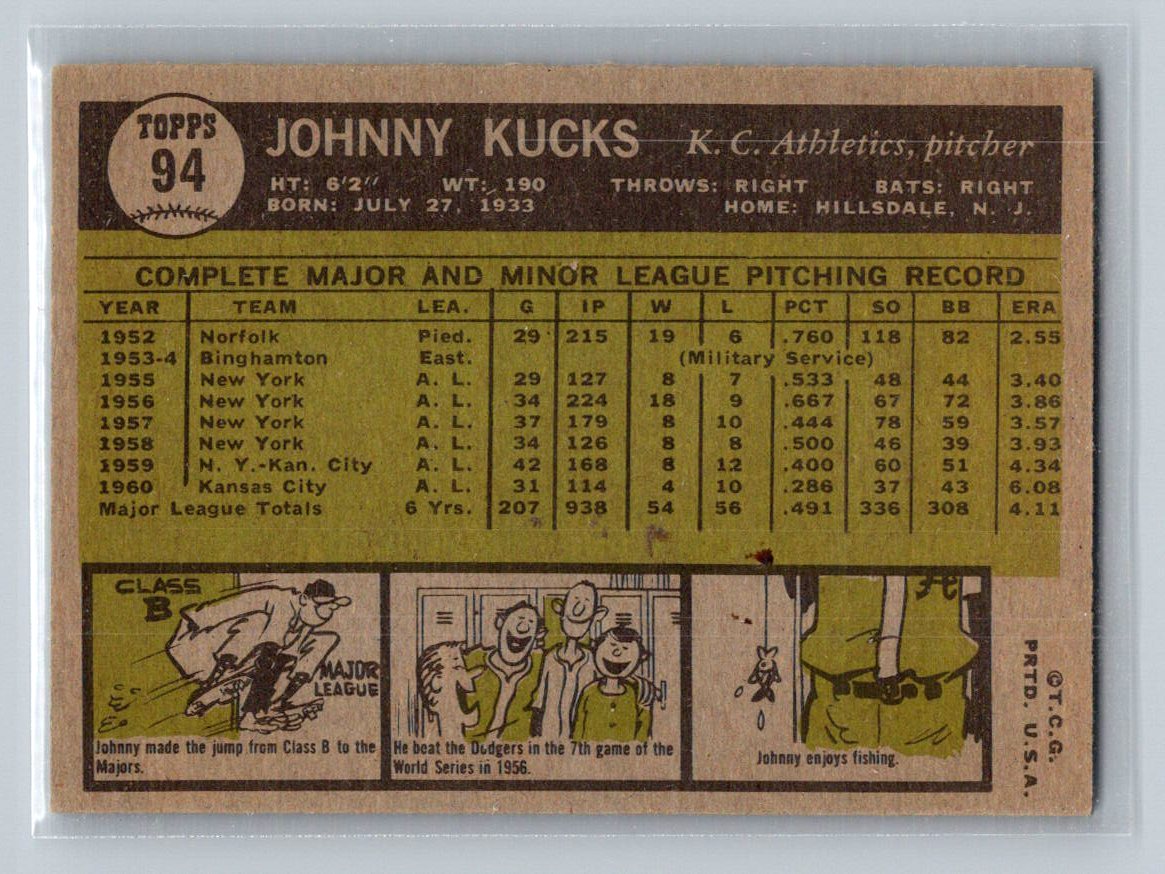 TOPPS
94
JOHNNY KUCKS K. C. Athletics, pitcher
HT: 6'2" WT: 190 THROWS: RIGHT BATS: RIGHT
BORN: JULY 27, 1933 HOME: HILLSDALE, N. J.
COMPLETE MAJOR AND MINOR LEAGUE PITCHING RECORD
YEAR TEAM LEA. G IP W L PCT SO BB ERA
1952 Norfolk Pied. 29 215 19 6 .760 118 82 2.55
1953-4 Binghamton East. (Military Service)
1955 New York A. L. 29 127 8 7 .533 48 44 3.40
1956 New York A. L. 34 224 18 9 .667 67 72 3.86
1957 New York A. L. 37 179 8 10 .444 78 59 3.57
1958 New York A. L. 34 126 8 8 .500 46 39 3.93
1959 N. Y.-Kan. City A. L. 42 168 8 12 .400 60 51 4.34
1960 Kansas City A. L. 31 114 4 10 .286 37 43 6.08
Major League Totals 6 Yrs. 207 938 54 56 .491 336 308 4.11
CLASS
B
MAJOR
LEAGUE
Johnny made the jump from Class B to the
Majors.
He beat the Dodgers in the 7th game of the
World Series in 1956.
Johnny enjoys fishing.
©T.C.G.
PRTD. U.S.A.